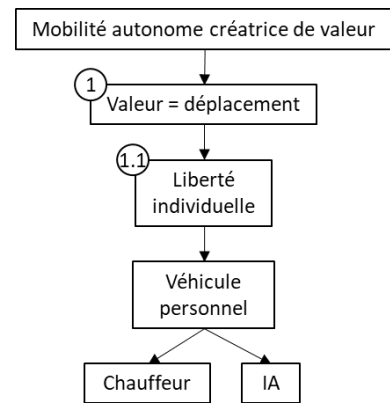 Mobilité autonome créatrice de valeur
1
Valeur = déplacement
1.1
Liberté
individuelle
Véhicule
personnel
Chauffeur
IA